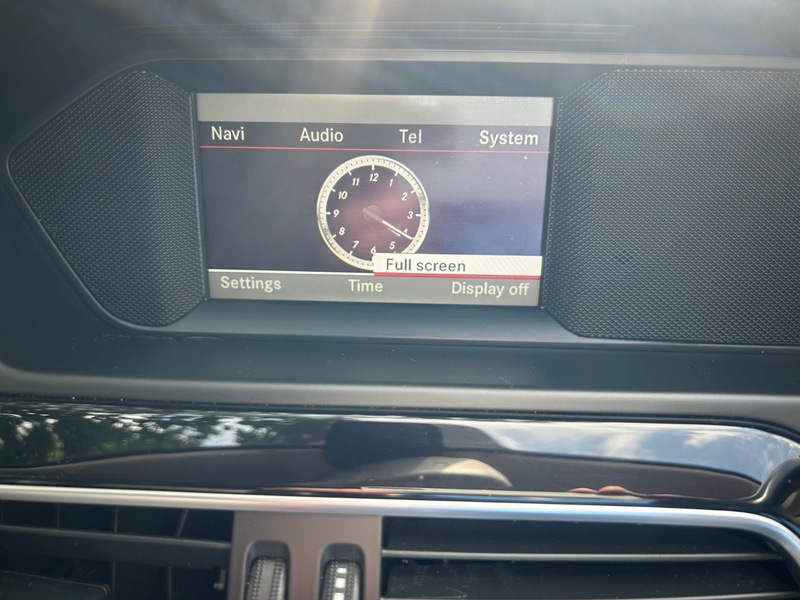 Navi Audio Tel System
12
11 1
10 2
9 3
8 4
7 5
6
Full screen
Settings Time Display off